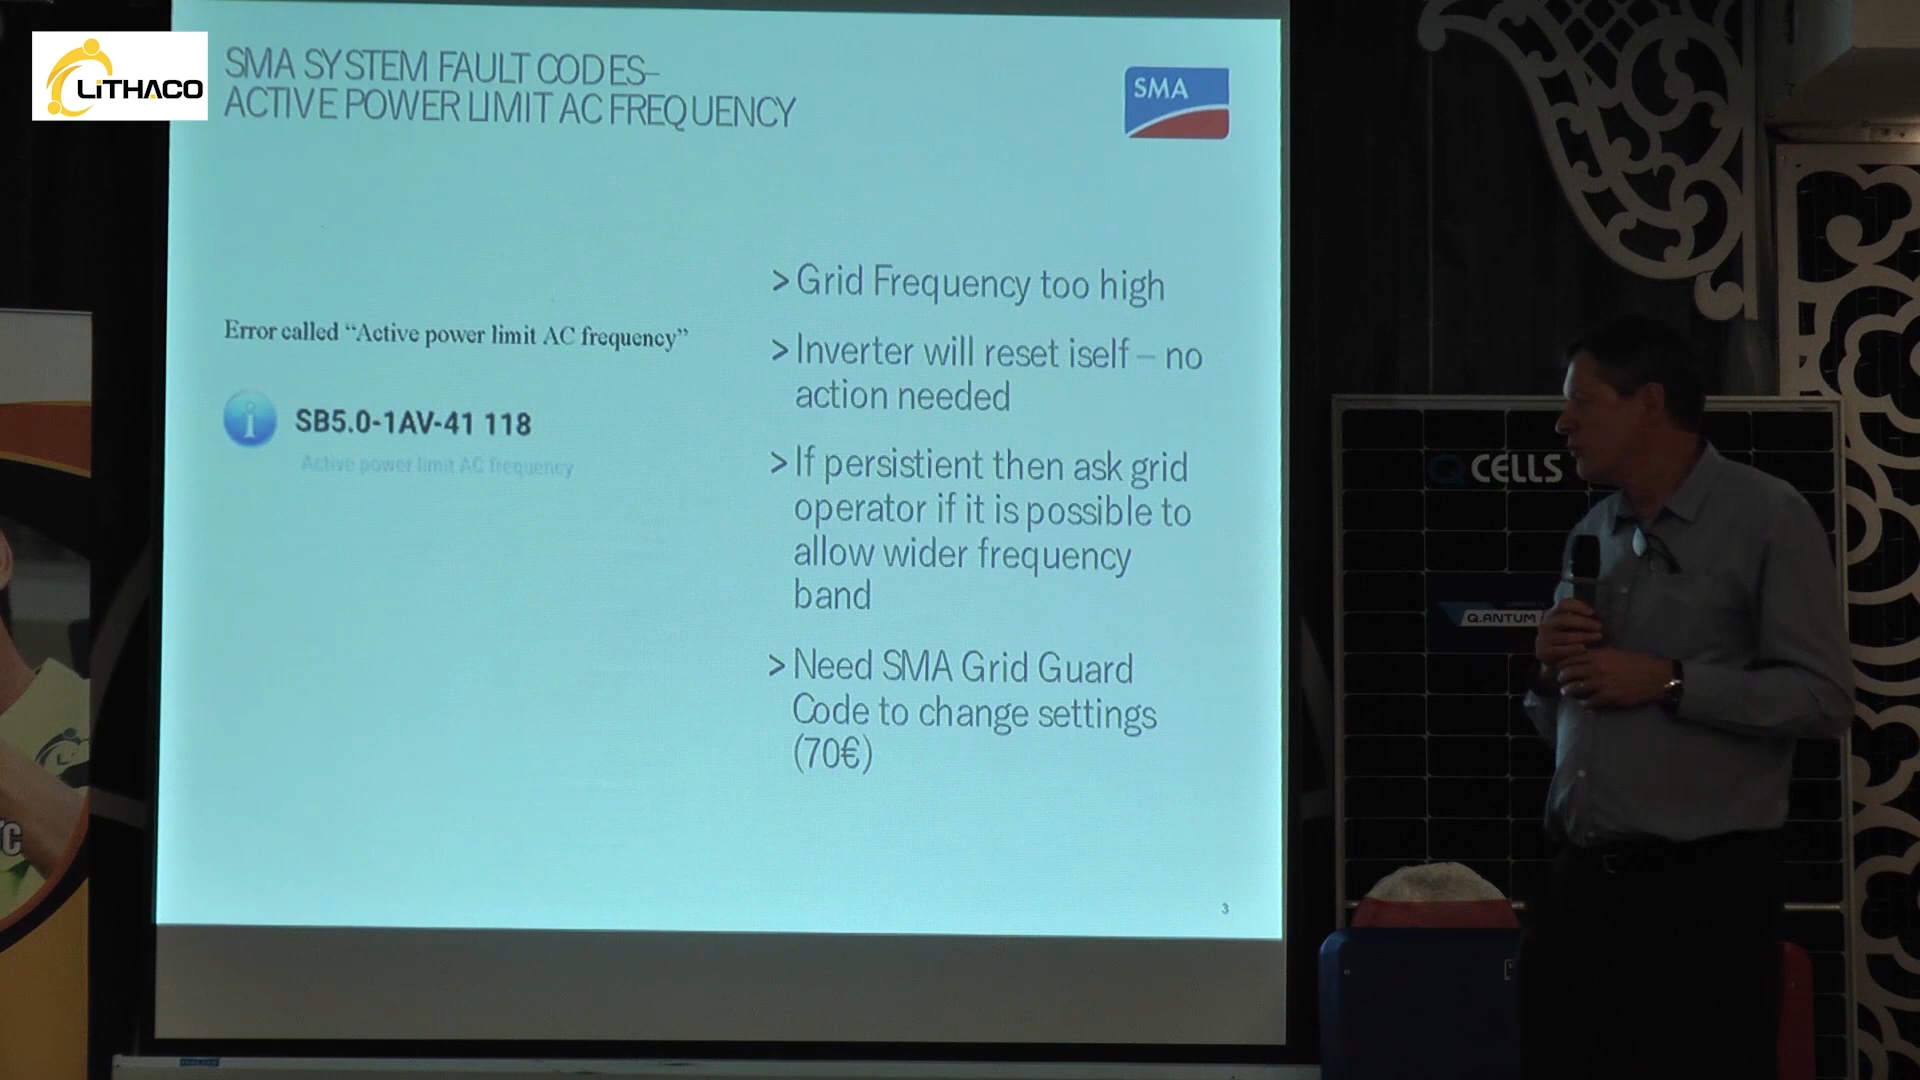 LiTHACO
SMA SYSTEM FAULT CODES–
ACTIVE POWER LIMIT AC FREQUENCY
SMA
Error called “Active power limit AC frequency”
i
SB5.0-1AV-41 118
Active power limit AC frequency
> Grid Frequency too high
> Inverter will reset iself – no
action needed
> If persistient then ask grid
operator if it is possible to
allow wider frequency
band
> Need SMA Grid Guard
Code to change settings
(70€)
3
Q CELLS
Q.ANTUM